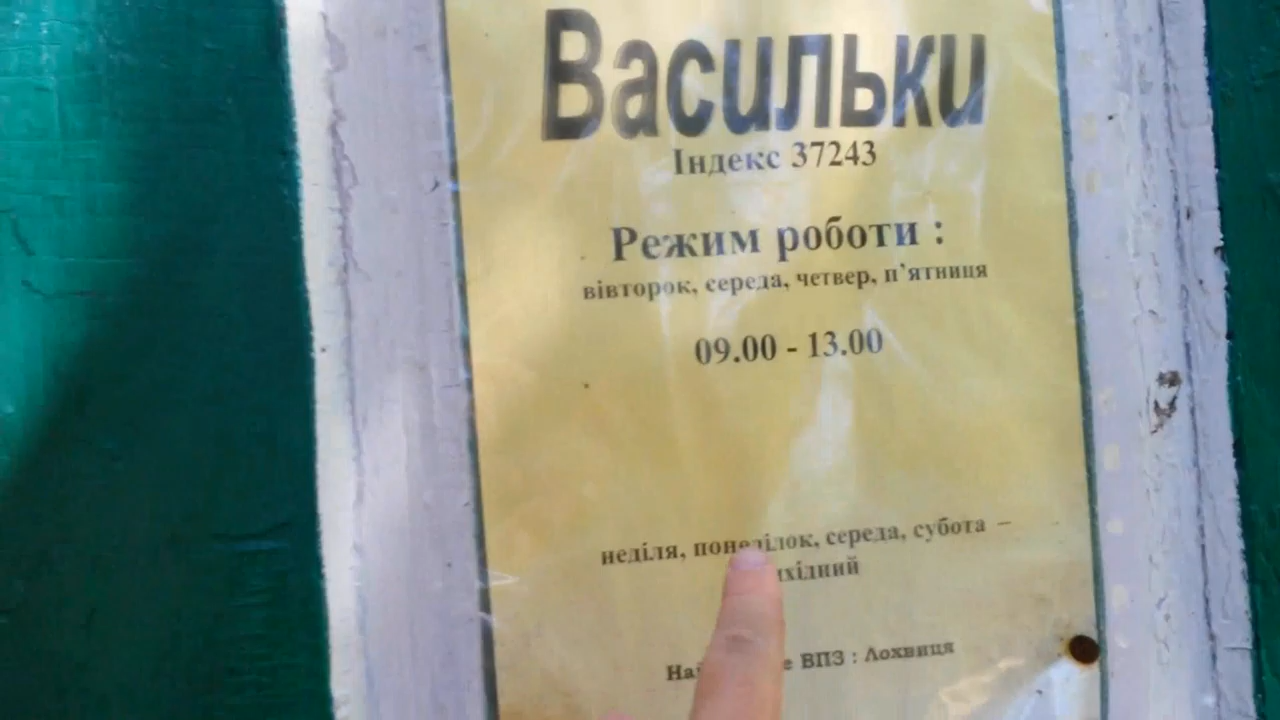 Васильки
Індекс 37243
Режим роботи :
вівторок, середа, четвер, п'ятниця
09.00 - 13.00
неділя, понеділок, середа, субота –
ВПЗ : Лохвиця